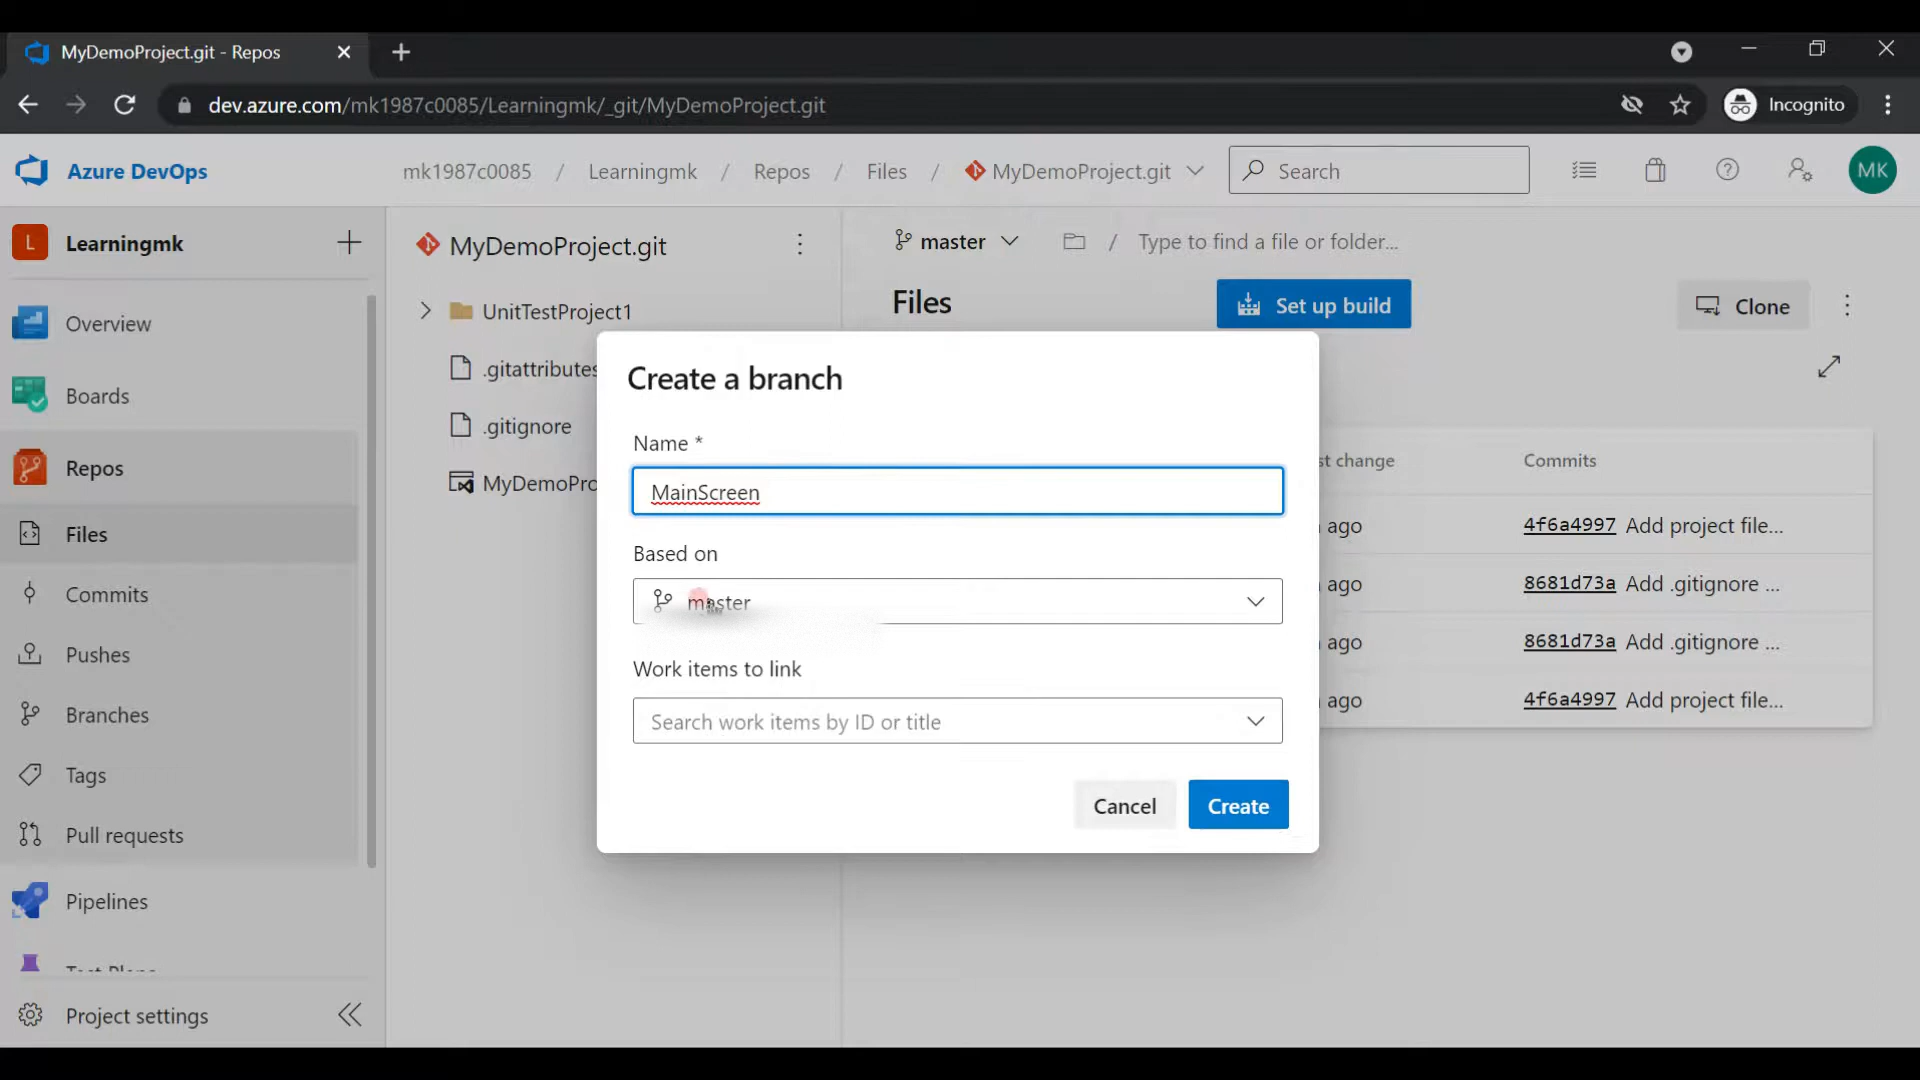 MyDemoProject.git - Repos
dev.azure.com/mk1987c0085/Learningmk/_git/MyDemoProject.git
Incognito
Azure DevOps
mk1987c0085 / Learningmk / Repos / Files / MyDemoProject.git
Search
MK
L Learningmk
MyDemoProject.git
master
/ Type to find a file or folder...
Overview
UnitTestProject1
Files
Set up build
Clone
.gitattributes
Create a branch
Boards
.gitignore
Name *
st change
Commits
Repos
MyDemoPro
MainScreen
ago
4f6a4997 Add project file...
Files
Based on
ago
8681d73a Add .gitignore ...
Commits
master
ago
8681d73a Add .gitignore ...
Pushes
Work items to link
ago
4f6a4997 Add project file...
Branches
Search work items by ID or title
Tags
Cancel
Create
Pull requests
Pipelines
Project settings